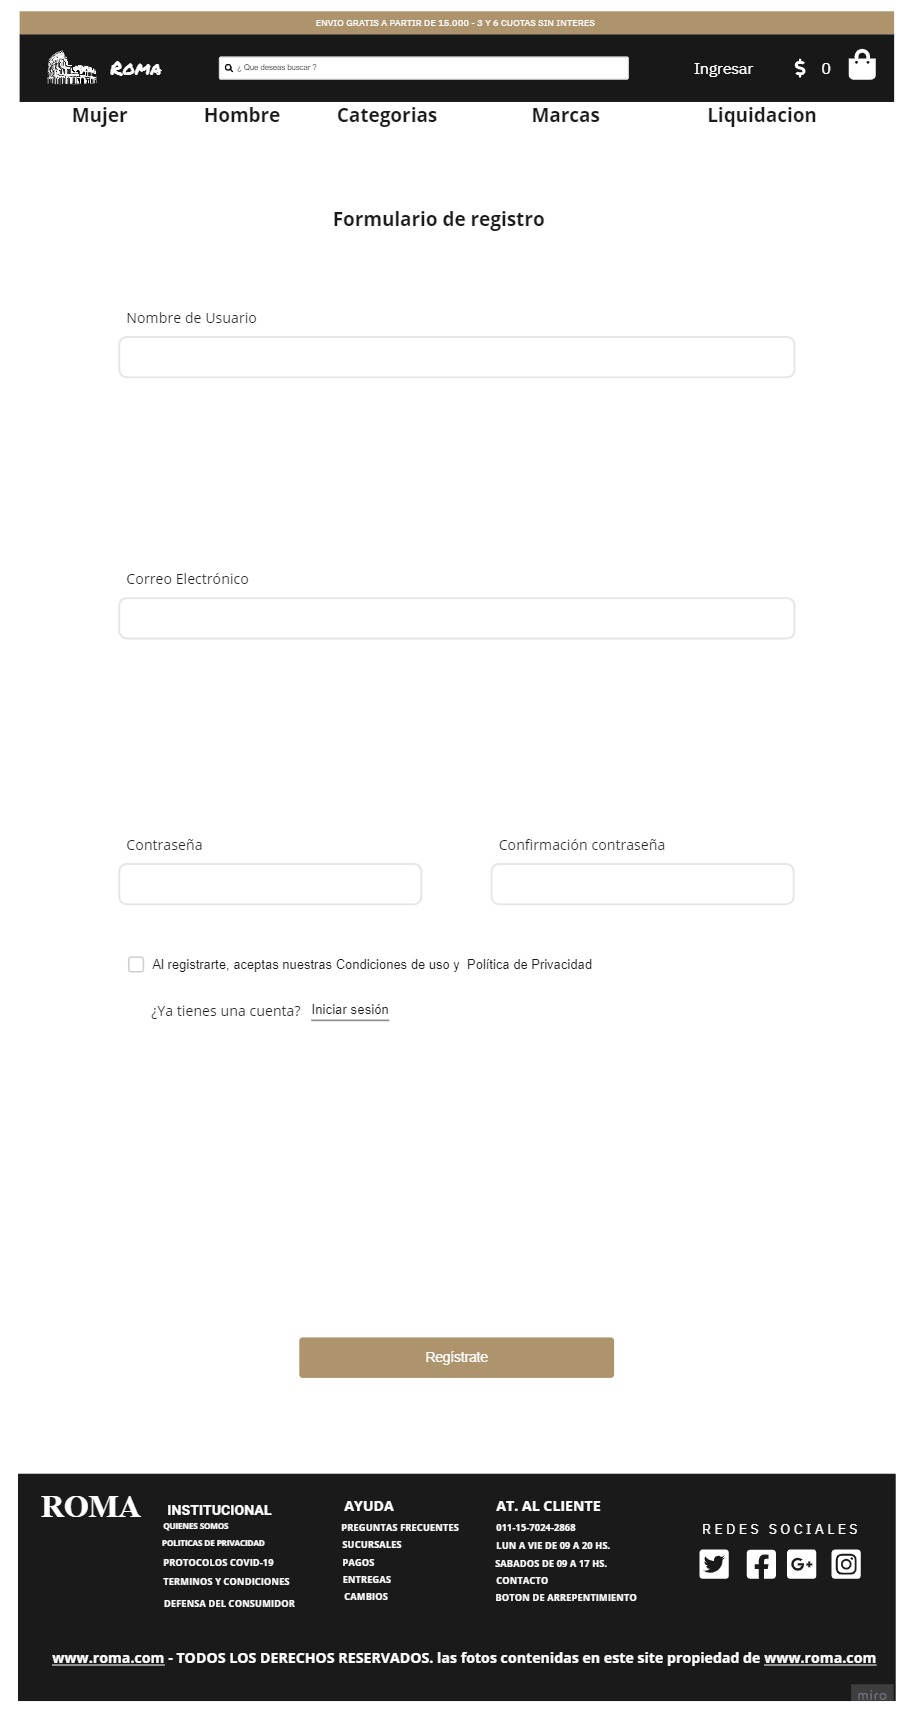 ENVIO GRATIS A PARTIR DE 15.000 - 3 Y 6 CUOTAS SIN INTERES
Roma
¿ Que deseas buscar ?
Ingresar
$ 0
Mujer Hombre Categorias Marcas Liquidacion
Formulario de registro
Nombre de Usuario
Correo Electrónico
Contraseña Confirmación contraseña
Al registrarte, aceptas nuestras Condiciones de uso y Política de Privacidad
¿Ya tienes una cuenta? Iniciar sesión
Regístrate
ROMA
INSTITUCIONAL
QUIENES SOMOS
POLITICAS DE PRIVACIDAD
PROTOCOLOS COVID-19
TERMINOS Y CONDICIONES
DEFENSA DEL CONSUMIDOR
AYUDA
PREGUNTAS FRECUENTES
SUCURSALES
PAGOS
ENTREGAS
CAMBIOS
AT. AL CLIENTE
011-15-7024-2868
LUN A VIE DE 09 A 20 HS.
SABADOS DE 09 A 17 HS.
CONTACTO
BOTON DE ARREPENTIMIENTO
REDES SOCIALES
G+
www.roma.com - TODOS LOS DERECHOS RESERVADOS. las fotos contenidas en este site propiedad de www.roma.com
miro